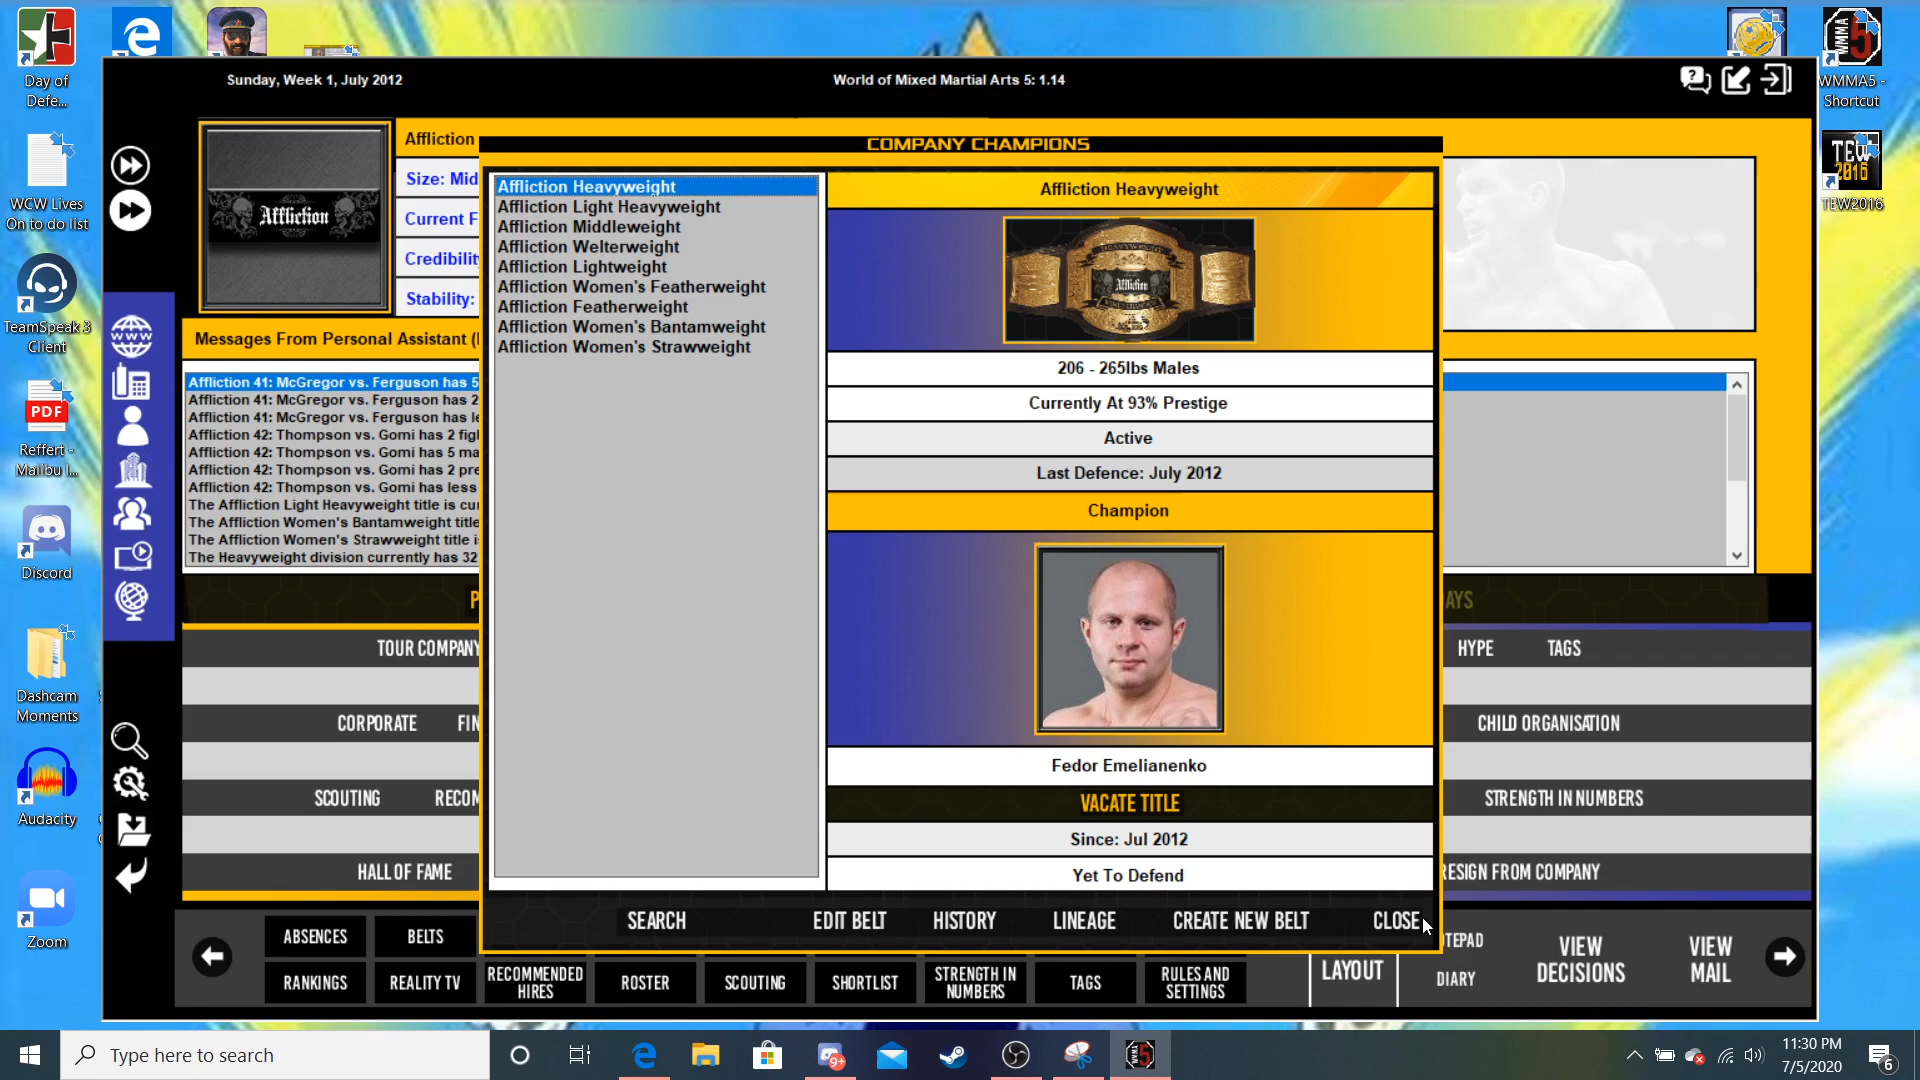 Day of
Defe...
WCW Lives
On to do list
TeamSpeak 3
Client
PDF
Reffert -
Malibu I...
Discord
Dashcam
Moments
Audacity
Zoom
WMMA5 -
Shortcut
TEW
2016
TEW2016
Sunday, Week 1, July 2012
World of Mixed Martial Arts 5: 1.14
Affliction
Affliction
Size: Mid
Current F
Credibilit
Stability:
Messages From Personal Assistant (
Affliction 41: McGregor vs. Ferguson has 5
Affliction 41: McGregor vs. Ferguson has 2
Affliction 41: McGregor vs. Ferguson has le
Affliction 42: Thompson vs. Gomi has 2 figl
Affliction 42: Thompson vs. Gomi has 5 ma
Affliction 42: Thompson vs. Gomi has 2 pre
Affliction 42: Thompson vs. Gomi has less
The Affliction Light Heavyweight title is cu
The Affliction Women's Bantamweight title
The Affliction Women's Strawweight title i
The Heavyweight division currently has 32
WWW
COMPANY CHAMPIONS
Affliction Heavyweight
Affliction Light Heavyweight
Affliction Middleweight
Affliction Welterweight
Affliction Lightweight
Affliction Women's Featherweight
Affliction Featherweight
Affliction Women's Bantamweight
Affliction Women's Strawweight
Affliction Heavyweight
HEAVYWEIGHT
Affliction
206 - 265lbs Males
Currently At 93% Prestige
Active
Last Defence: July 2012
Champion
Fedor Emelianenko
VACATE TITLE
Since: Jul 2012
Yet To Defend
SEARCH
EDIT BELT
HISTORY
LINEAGE
CREATE NEW BELT
CLOSE
P
AYS
TOUR COMPANY
HYPE
TAGS
CORPORATE
FIN
CHILD ORGANISATION
SCOUTING
RECOM
STRENGTH IN NUMBERS
HALL OF FAME
RESIGN FROM COMPANY
ABSENCES
BELTS
RANKINGS
REALITY TV
RECOMMENDED
HIRES
ROSTER
SCOUTING
SHORTLIST
STRENGTH IN
NUMBERS
TAGS
RULES AND
SETTINGS
LAYOUT
TEPAD
DIARY
VIEW
DECISIONS
VIEW
MAIL
Type here to search
9+
11:30 PM
7/5/2020
6